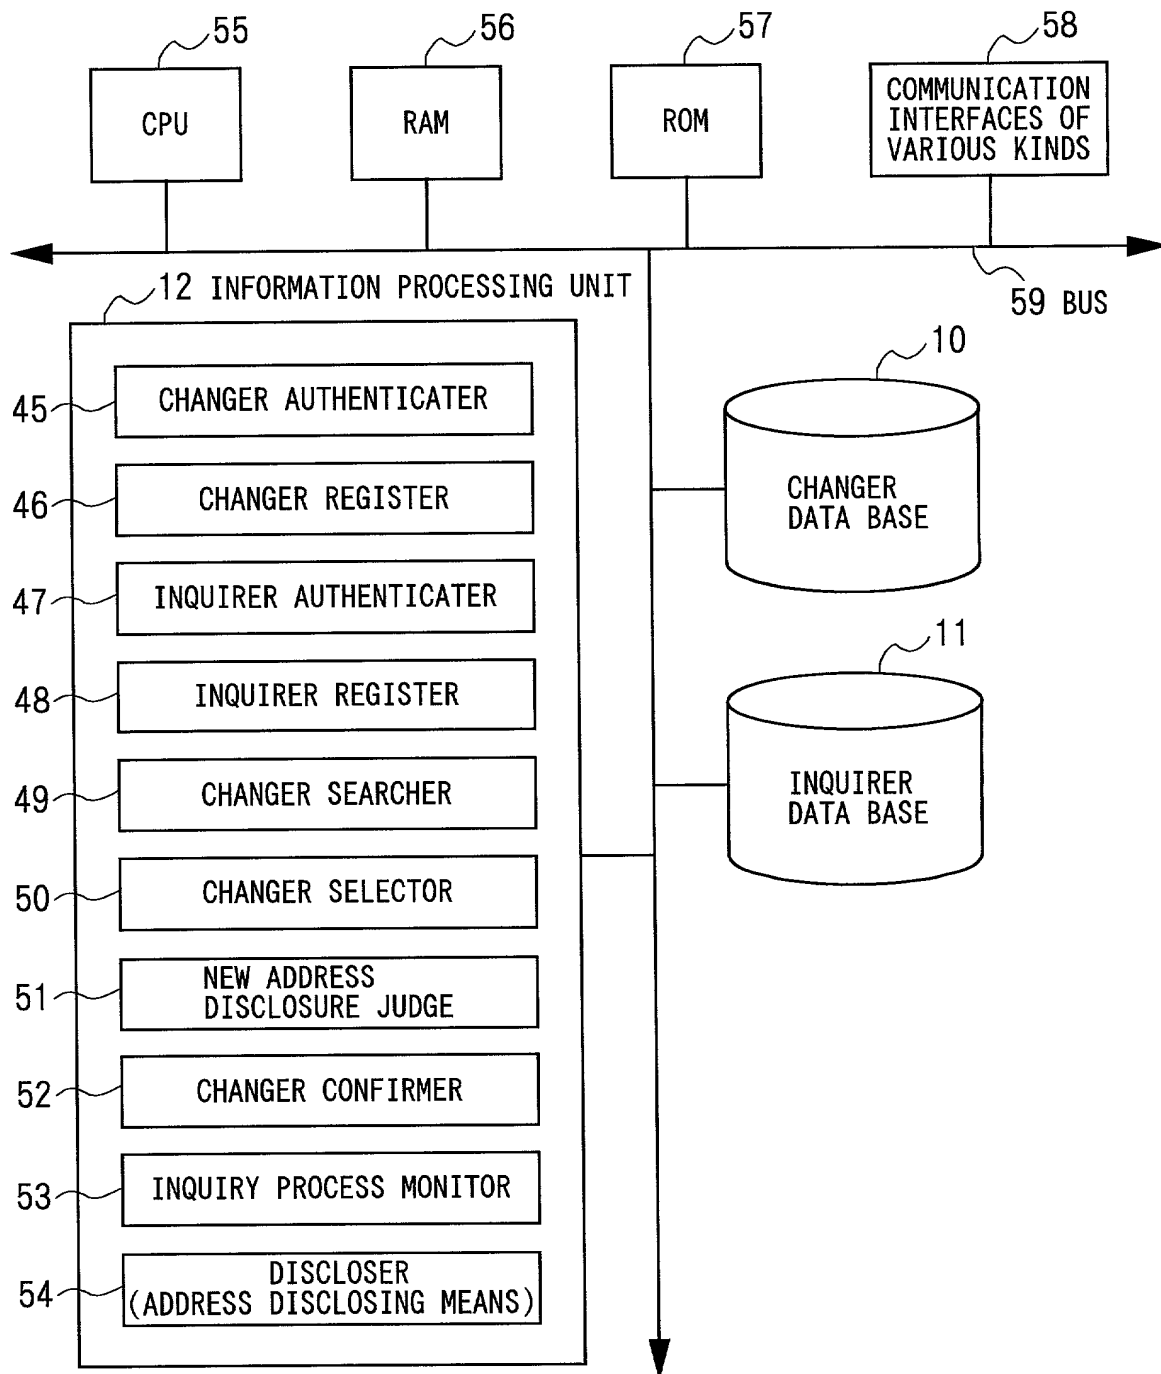 55
56
57
58
CPU
RAM
ROM
COMMUNICATION
INTERFACES OF
VARIOUS KINDS
12 INFORMATION PROCESSING UNIT
59 BUS
45
CHANGER AUTHENTICATER
46
CHANGER REGISTER
47
INQUIRER AUTHENTICATER
48
INQUIRER REGISTER
49
CHANGER SEARCHER
50
CHANGER SELECTOR
51
NEW ADDRESS
DISCLOSURE JUDGE
52
CHANGER CONFIRMER
53
INQUIRY PROCESS MONITOR
54
DISCLOSER
(ADDRESS DISCLOSING MEANS)
10
CHANGER
DATA BASE
11
INQUIRER
DATA BASE